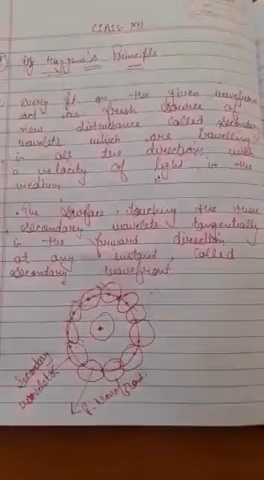 CLASS XII
Huygens's Principle
Every pt on the given wavefront
act as fresh source of
new disturbance called secondary
wavelets which are travelling
in all the directions with
a velocity of light in the
medium
The surface touching the these
secondary wavelets tangentially
in the forward direction
at any instant called
secondary wavefront
Secondary
wavelets
P. wavefront